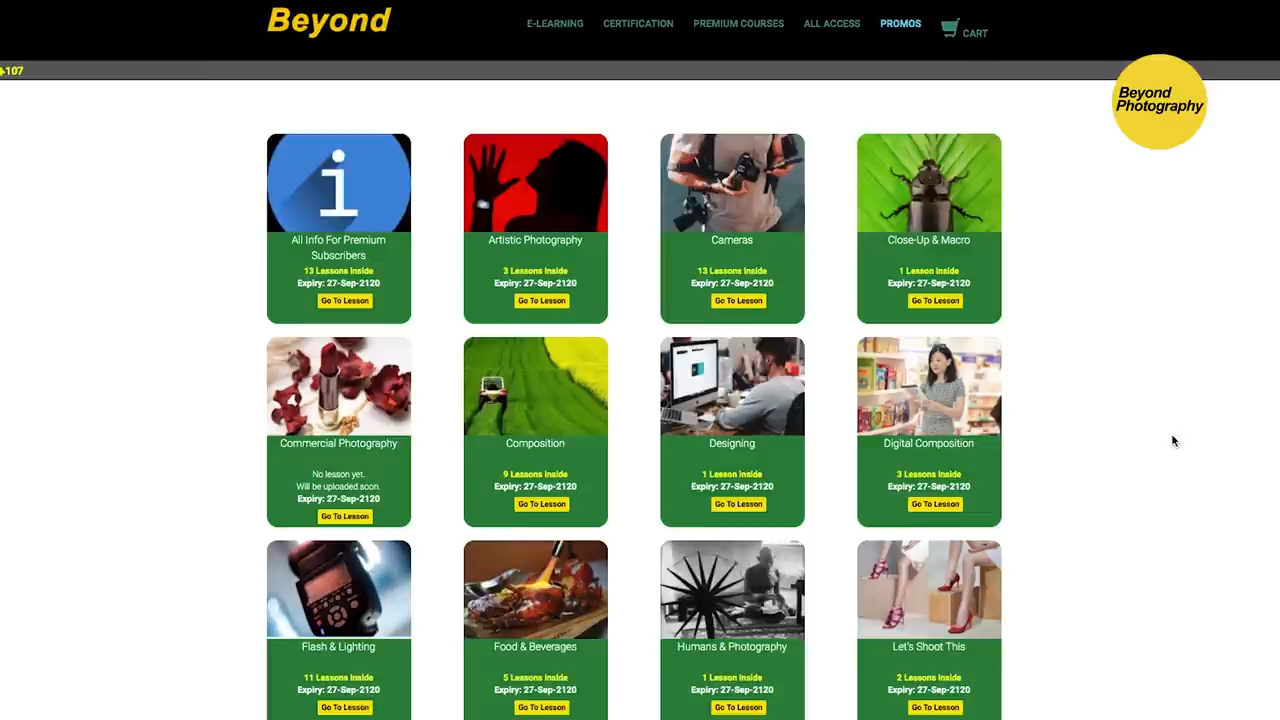 Beyond
E-LEARNING CERTIFICATION PREMIUM COURSES ALL ACCESS PROMOS CART
107
Beyond
Photography
All Info For Premium
Subscribers
13 Lessons Inside
Expiry: 27-Sep-2120
Go To Lesson
Artistic Photography
3 Lessons Inside
Expiry: 27-Sep-2120
Go To Lesson
Cameras
13 Lessons Inside
Expiry: 27-Sep-2120
Go To Lesson
Close-Up & Macro
1 Lesson Inside
Expiry: 27-Sep-2120
Go To Lesson
Commercial Photography
No lesson yet.
Will be uploaded soon.
Expiry: 27-Sep-2120
Go To Lesson
Composition
9 Lessons Inside
Expiry: 27-Sep-2120
Go To Lesson
Designing
1 Lesson Inside
Expiry: 27-Sep-2120
Go To Lesson
Digital Composition
3 Lessons Inside
Expiry: 27-Sep-2120
Go To Lesson
Flash & Lighting
11 Lessons Inside
Expiry: 27-Sep-2120
Go To Lesson
Food & Beverages
5 Lessons Inside
Expiry: 27-Sep-2120
Go To Lesson
Humans & Photography
1 Lesson Inside
Expiry: 27-Sep-2120
Go To Lesson
Let's Shoot This
2 Lessons Inside
Expiry: 27-Sep-2120
Go To Lesson